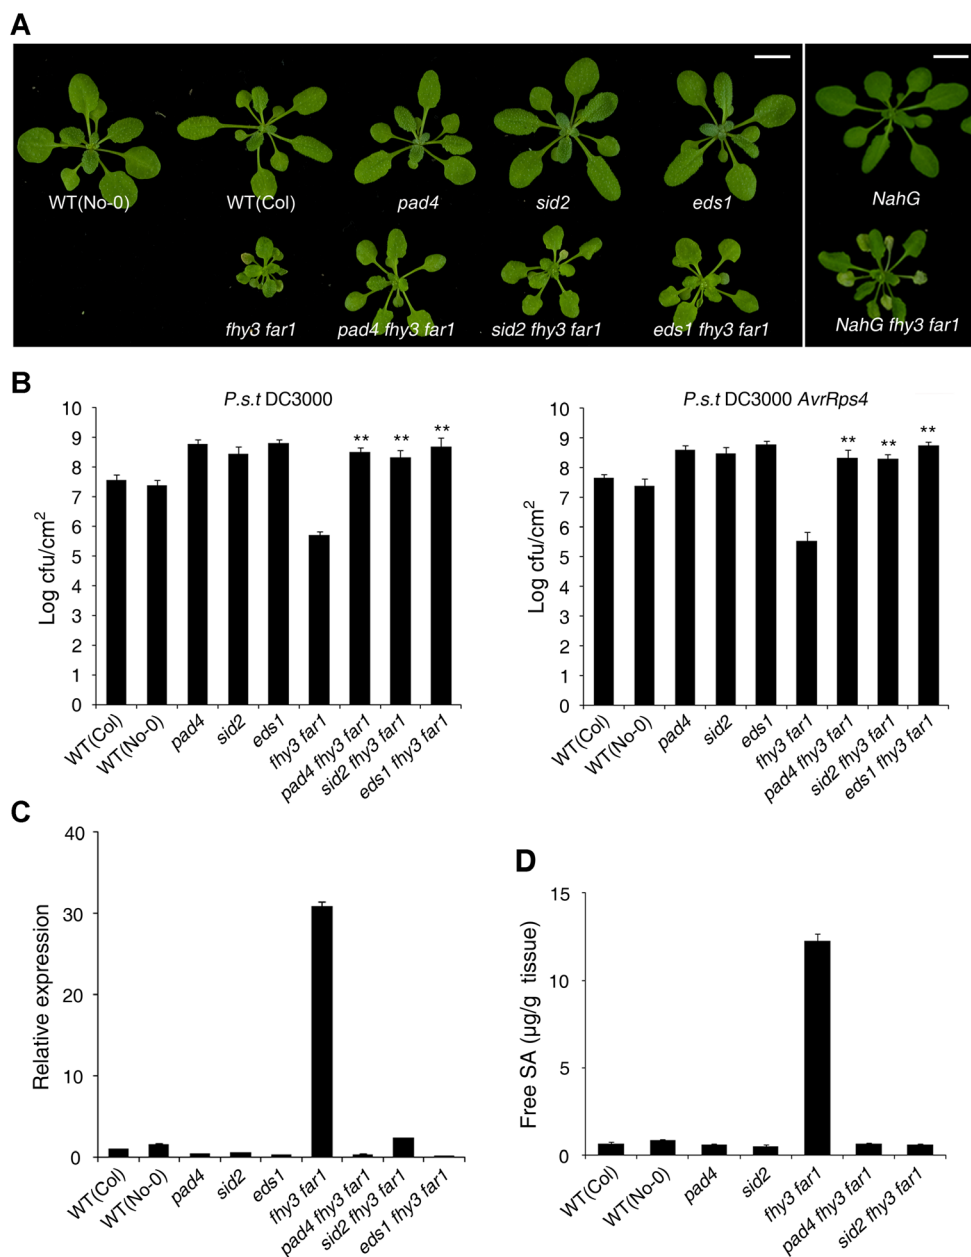 A
WT(No-0) WT(Col) pad4 sid2 eds1 NahG
fhy3 far1 pad4 fhy3 far1 sid2 fhy3 far1 eds1 fhy3 far1 NahG fhy3 far1
B
P.s.t DC3000
10
9
8
7
6
5
4
3
2
1
0
Log cfu/cm2
** ** **
WT(Col)
WT(No-0)
pad4
sid2
eds1
fhy3 far1
pad4 fhy3 far1
sid2 fhy3 far1
eds1 fhy3 far1
P.s.t DC3000 AvrRps4
10
9
8
7
6
5
4
3
2
1
0
Log cfu/cm2
** ** **
WT(Col)
WT(No-0)
pad4
sid2
eds1
fhy3 far1
pad4 fhy3 far1
sid2 fhy3 far1
eds1 fhy3 far1
C
40
30
20
10
0
Relative expression
WT(Col)
WT(No-0)
pad4
sid2
eds1
fhy3 far1
pad4 fhy3 far1
sid2 fhy3 far1
eds1 fhy3 far1
D
15
10
5
0
Free SA (µg/g tissue)
WT(Col)
WT(No-0)
pad4
sid2
fhy3 far1
pad4 fhy3 far1
sid2 fhy3 far1